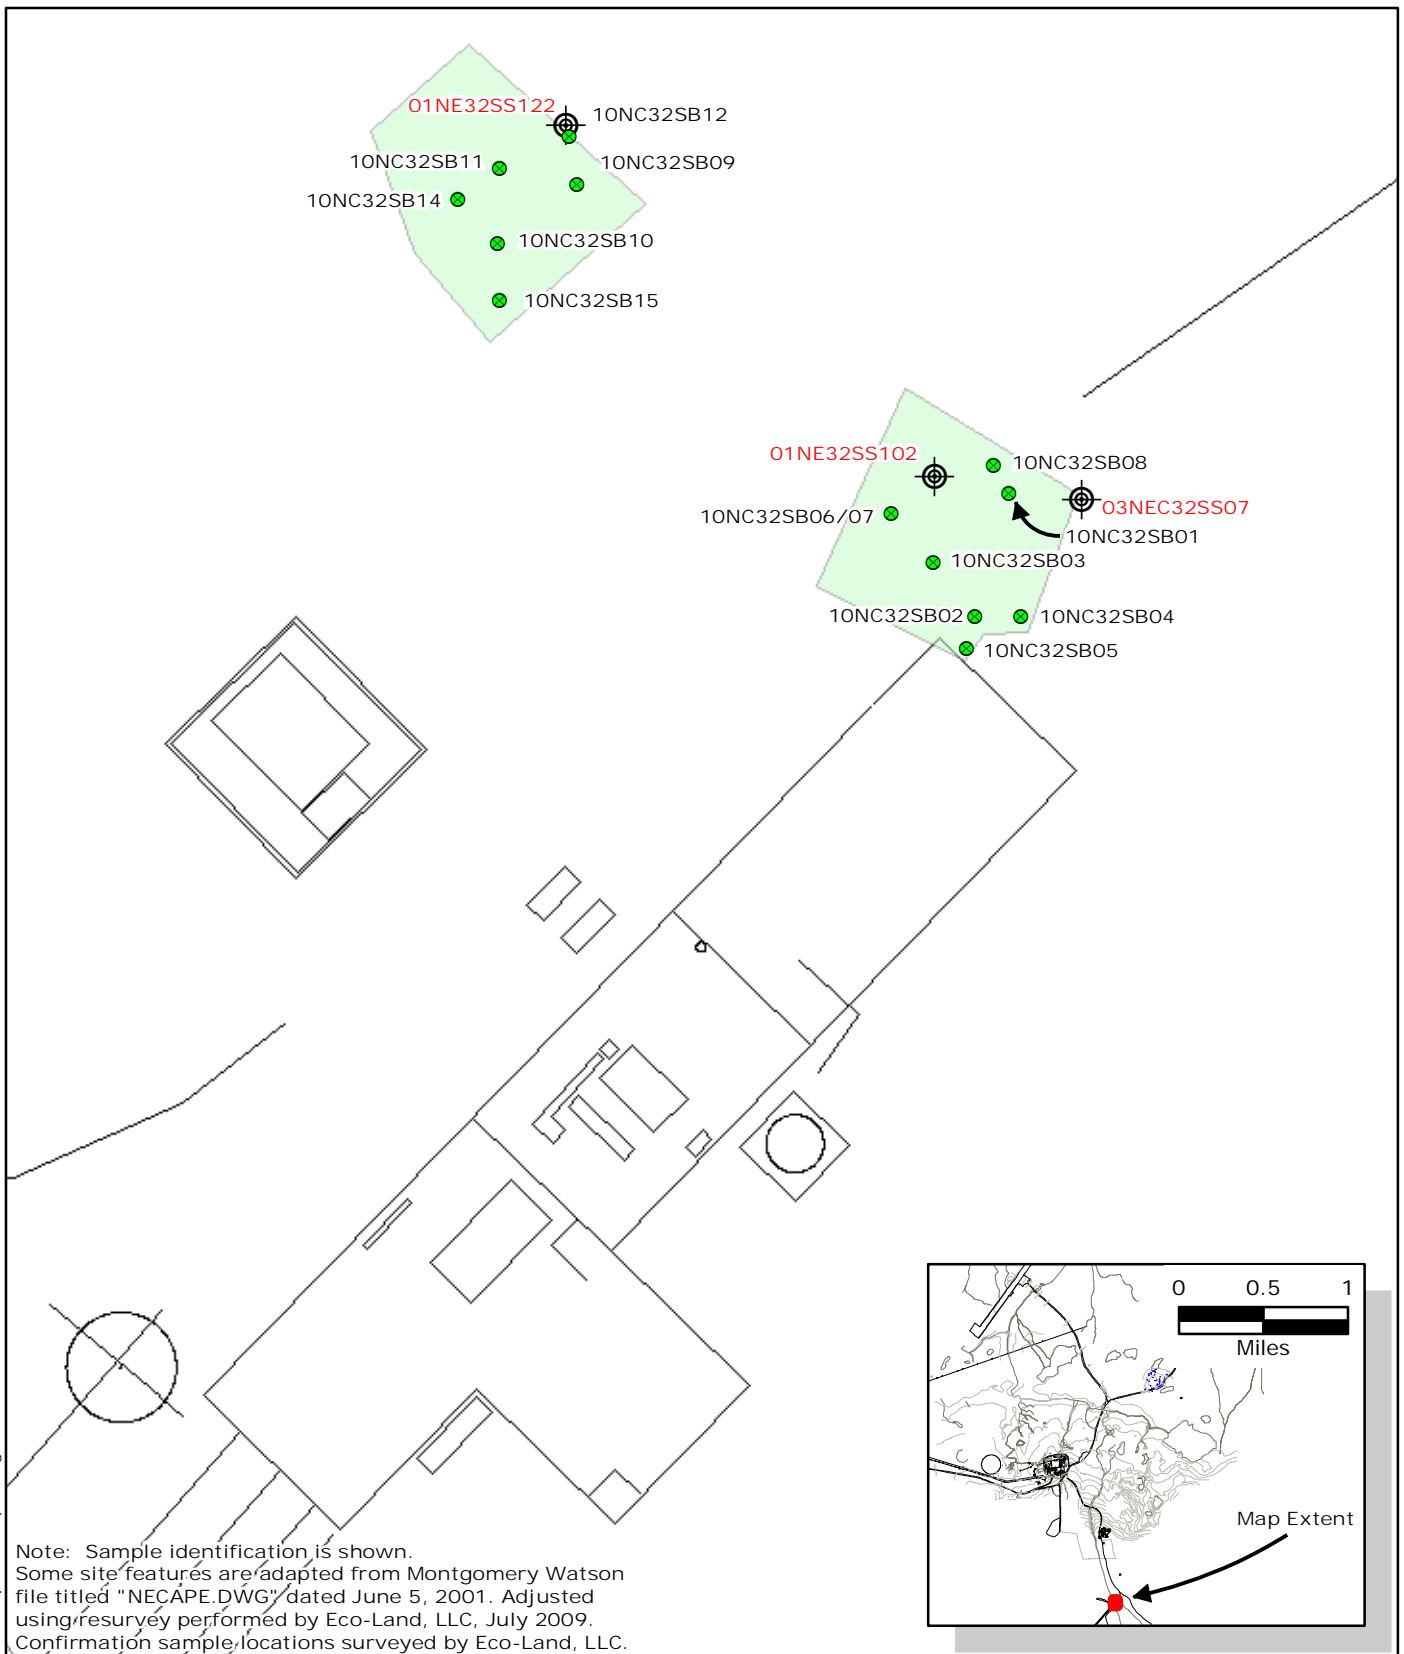 01NE32SS122
10NC32SB12
10NC32SB11
10NC32SB09
10NC32SB14
10NC32SB10
10NC32SB15
01NE32SS102
10NC32SB08
03NEC32SS07
10NC32SB06/07
10NC32SB01
10NC32SB03
10NC32SB02
10NC32SB04
10NC32SB05
0 0.5 1
Miles
Map Extent
Note: Sample identification is shown.
Some site features are adapted from Montgomery Watson
file titled "NECAPE.DWG" dated June 5, 2001. Adjusted
using resurvey performed by Eco-Land, LLC, July 2009.
Confirmation sample locations surveyed by Eco-Land, LLC.